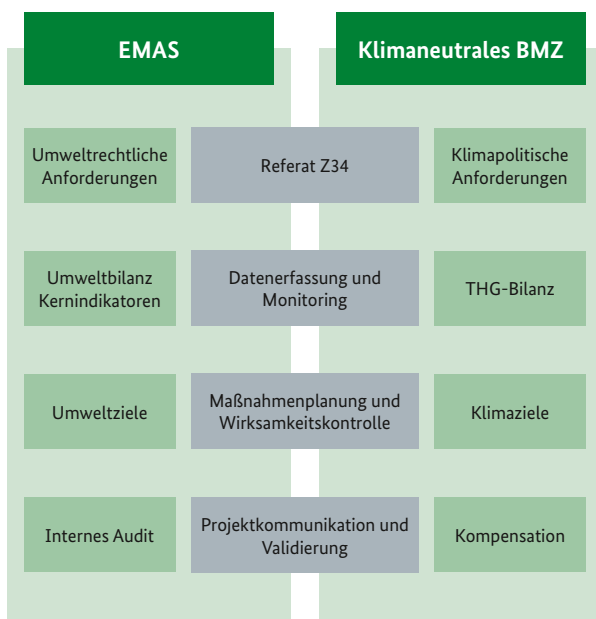 EMAS
Klimaneutrales BMZ
Umweltrechtliche
Anforderungen
Referat Z34
Klimapolitische
Anforderungen
Umweltbilanz
Kernindikatoren
Datenerfassung und
Monitoring
THG-Bilanz
Umweltziele
Maßnahmenplanung und
Wirksamkeitskontrolle
Klimaziele
Internes Audit
Projektkommunikation und
Validierung
Kompensation